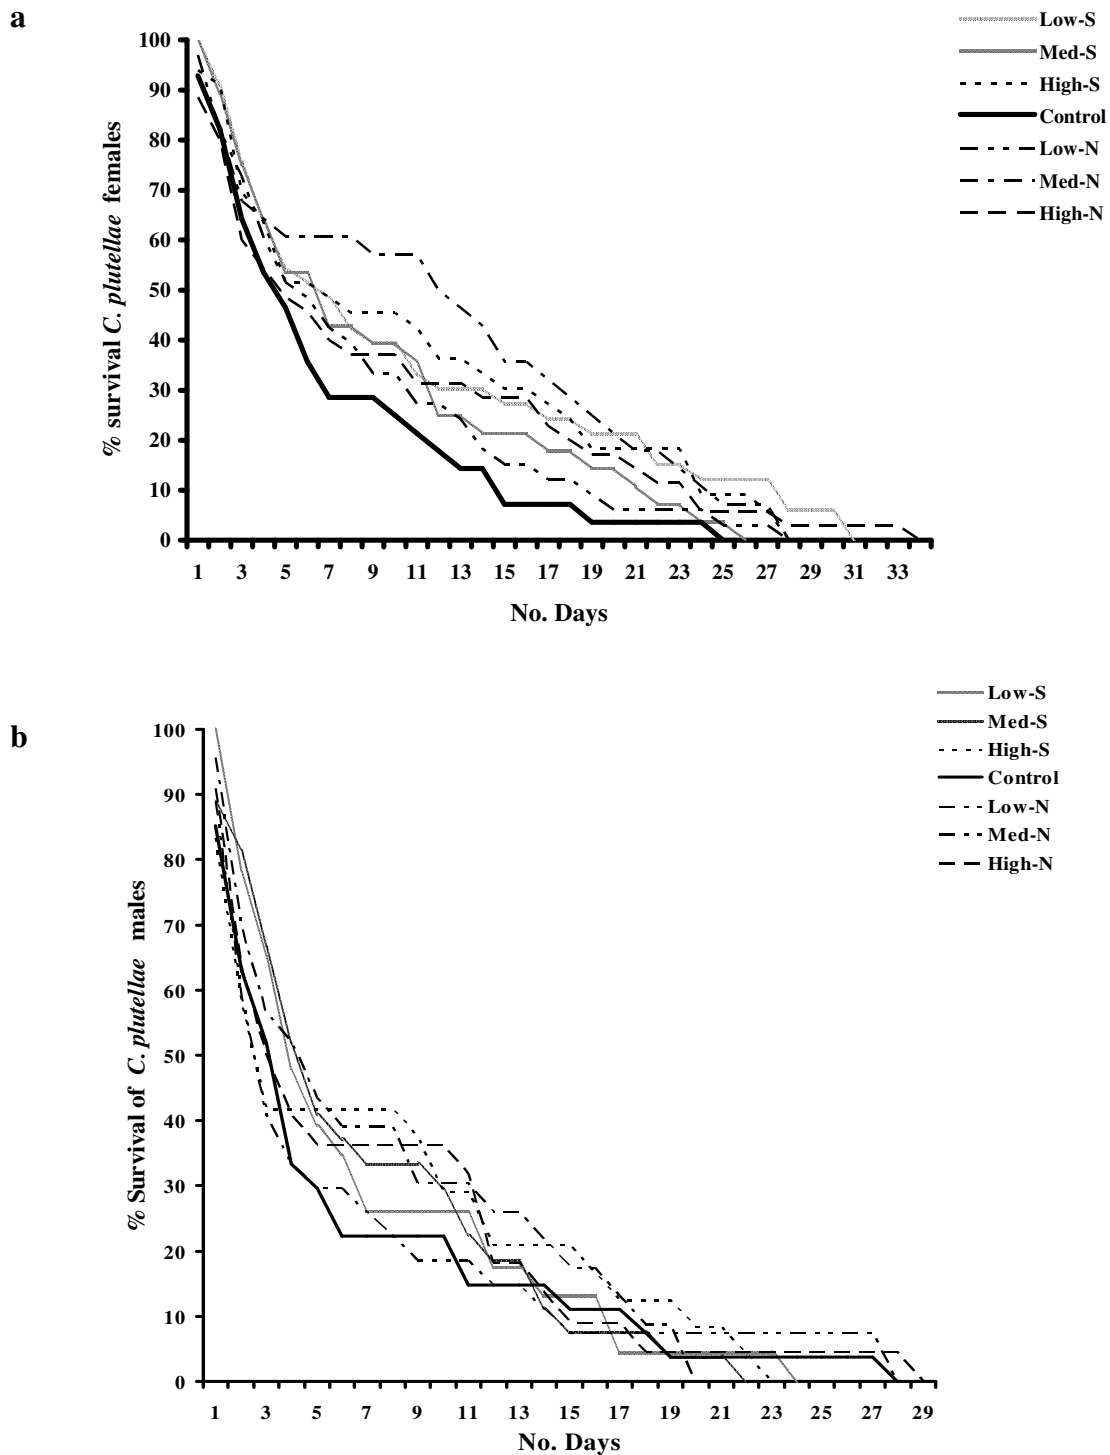 a
Low-S
Med-S
High-S
Control
Low-N
Med-N
High-N
% survival C. plutellae females
100
90
80
70
60
50
40
30
20
10
0
1 3 5 7 9 11 13 15 17 19 21 23 25 27 29 31 33
No. Days
b
Low-S
Med-S
High-S
Control
Low-N
Med-N
High-N
% Survival of C. plutellae males
100
90
80
70
60
50
40
30
20
10
0
1 3 5 7 9 11 13 15 17 19 21 23 25 27 29
No. Days